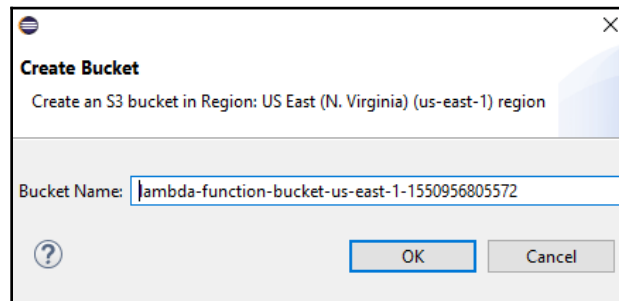 Create Bucket
Create an S3 bucket in Region: US East (N. Virginia) (us-east-1) region
Bucket Name: lambda-function-bucket-us-east-1-1550956805572
? OK Cancel